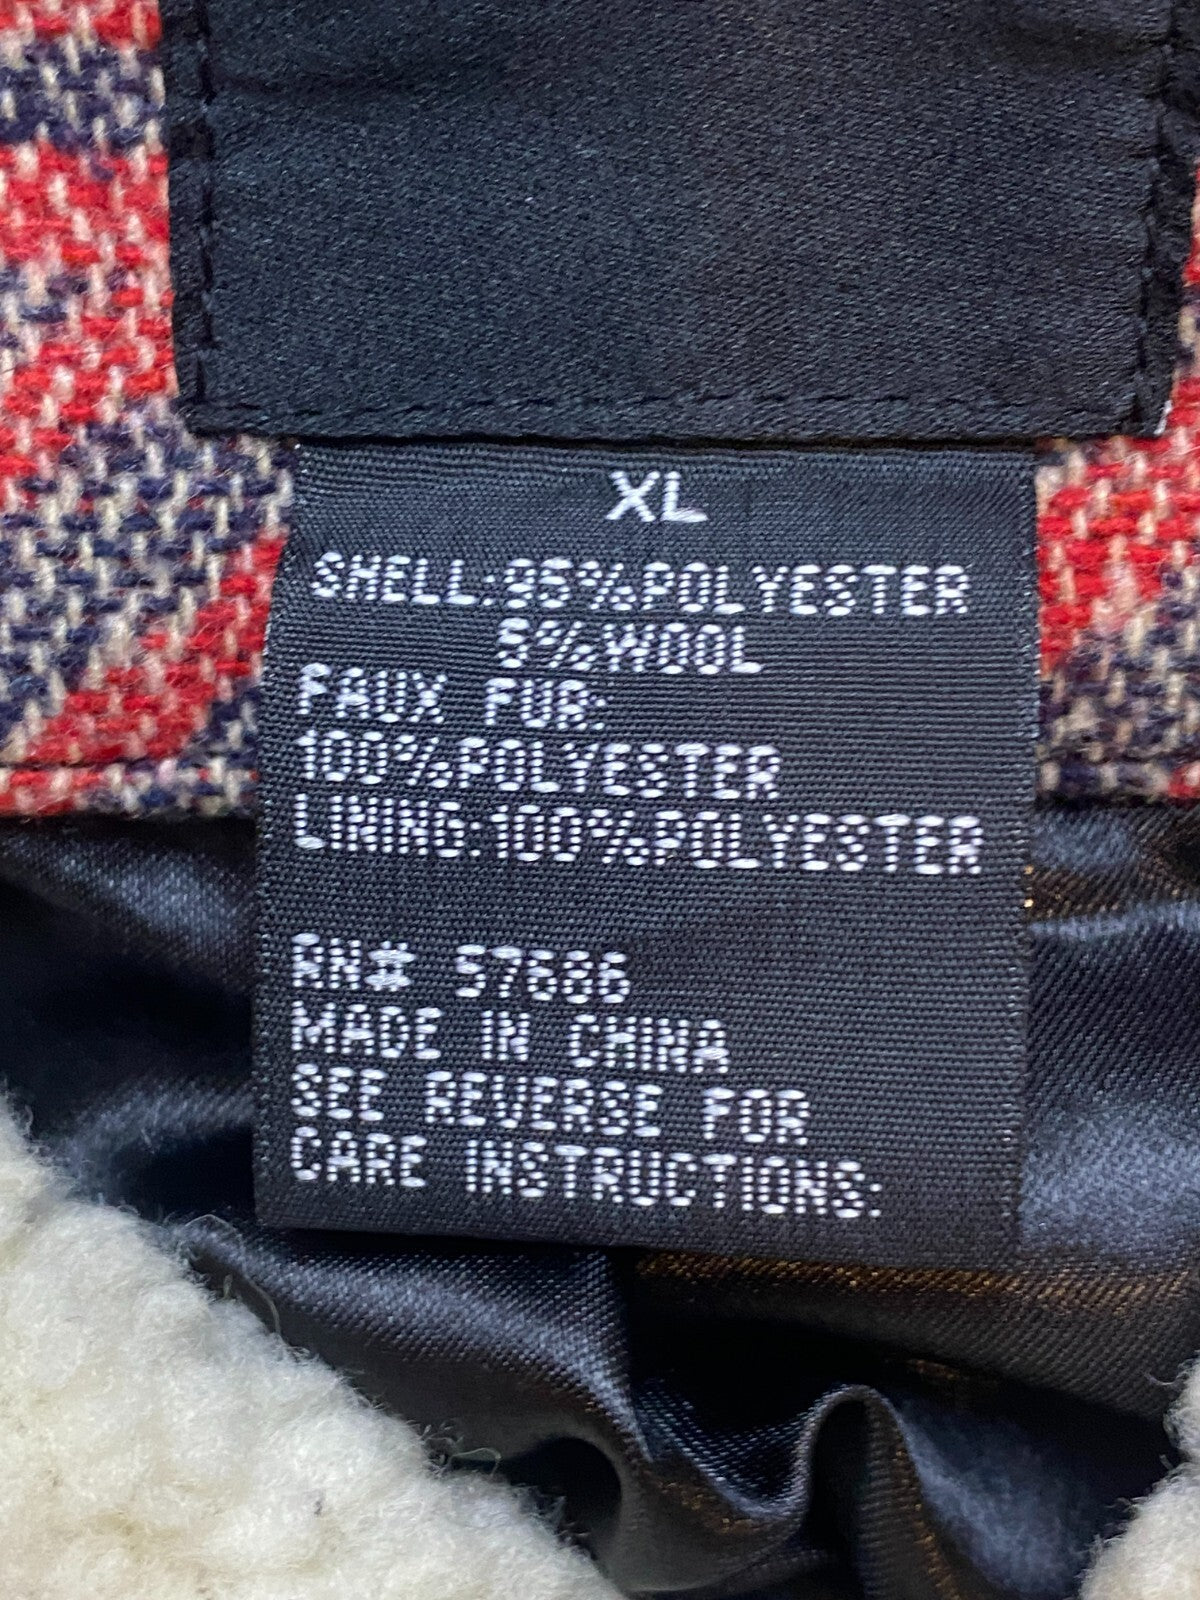 XL
SHELL:95%POLYESTER
5%WOOL
FAUX FUR:
100%POLYESTER
LINING:100%POLYESTER
RN# 57686
MADE IN CHINA
SEE REVERSE FOR
CARE INSTRUCTIONS.